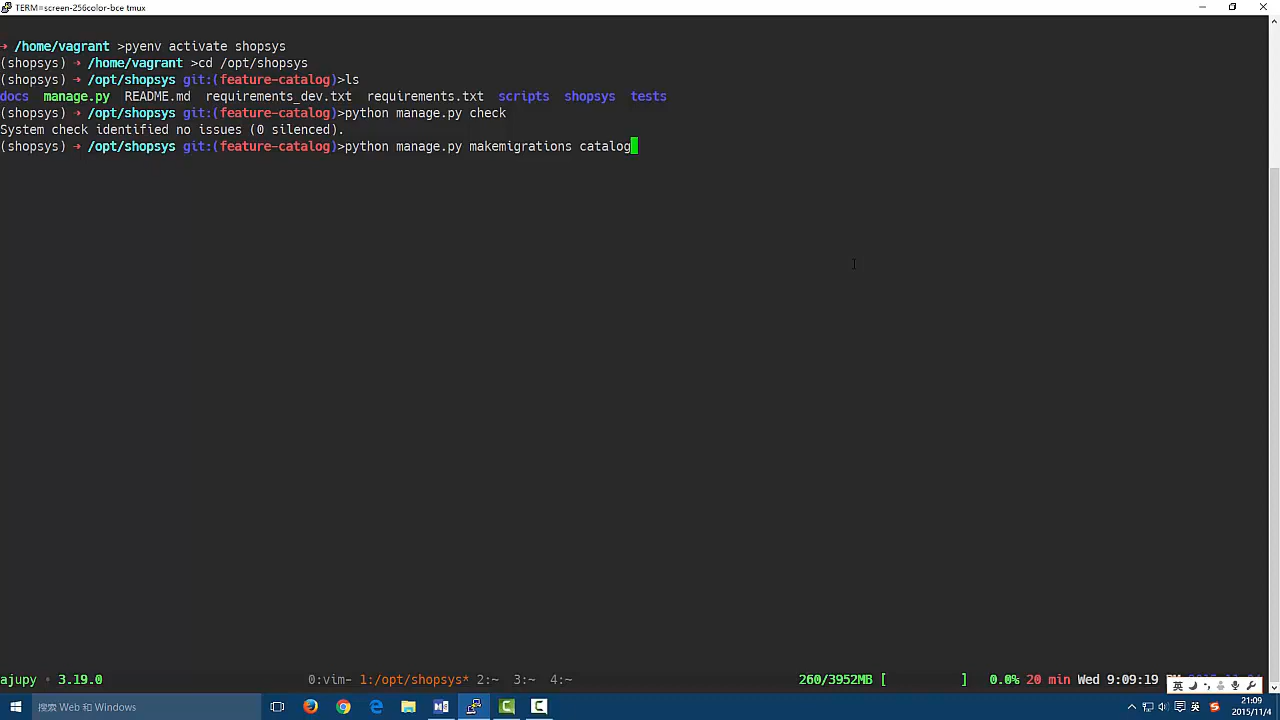 TERM=screen-256color-bce tmux
→ /home/vagrant >pyenv activate shopsys
(shopsys) → /home/vagrant >cd /opt/shopsys
(shopsys) → /opt/shopsys git:(feature-catalog)>ls
docs manage.py README.md requirements_dev.txt requirements.txt scripts shopsys tests
(shopsys) → /opt/shopsys git:(feature-catalog)>python manage.py check
System check identified no issues (0 silenced).
(shopsys) → /opt/shopsys git:(feature-catalog)>python manage.py makemigrations catalog
ajupy · 3.19.0 0:vim- 1:/opt/shopsys* 2:~ 3:~ 4:~ 260/3952MB [ ] 0.0% 20 min Wed 9:09:19
英
搜索 Web 和 Windows 英 21:09
2015/11/4